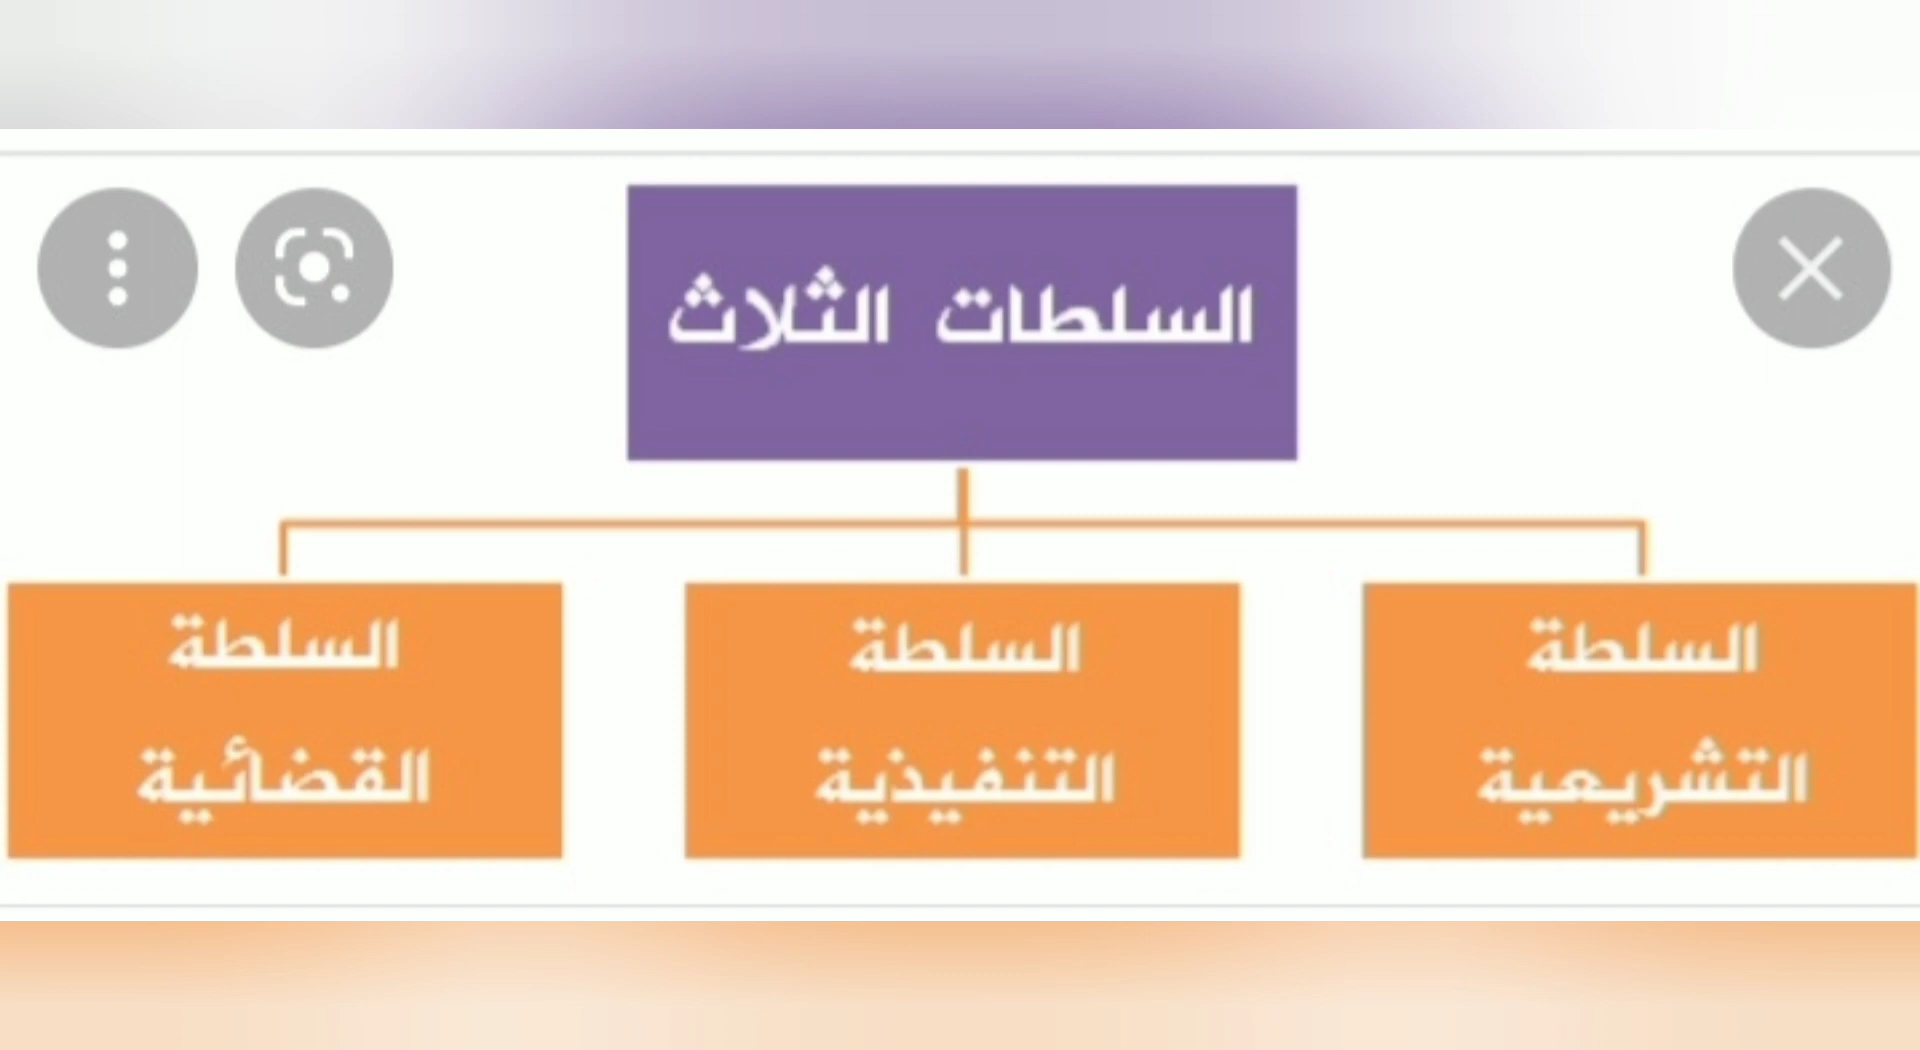 السلطات الثلاث
السلطة
التشريعية
السلطة
التنفيذية
السلطة
القضائية